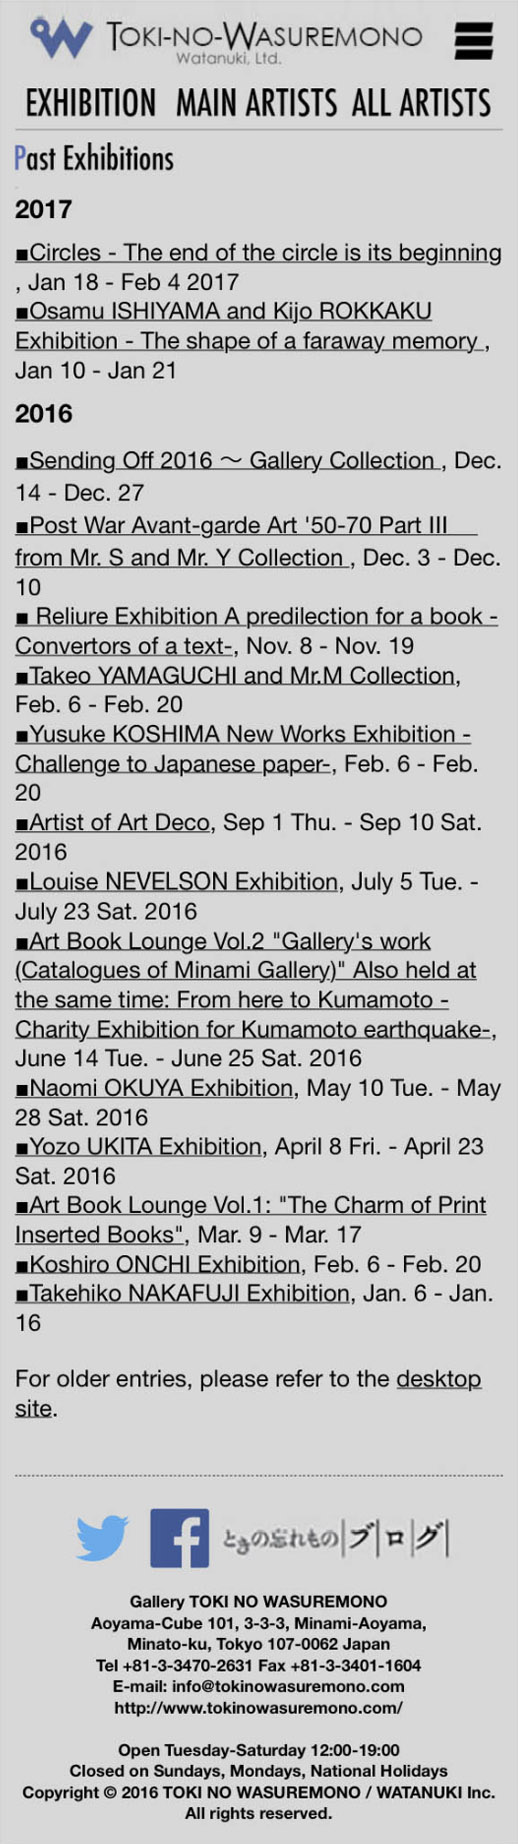 TOKI-NO-WASUREMONO
Watanuki, Ltd.
EXHIBITION MAIN ARTISTS ALL ARTISTS
Past Exhibitions
2017
■Circles - The end of the circle is its beginning
, Jan 18 - Feb 4 2017
■Osamu ISHIYAMA and Kijo ROKKAKU
Exhibition - The shape of a faraway memory ,
Jan 10 - Jan 21
2016
■Sending Off 2016 〜 Gallery Collection , Dec.
14 - Dec. 27
■Post War Avant-garde Art '50-70 Part III
from Mr. S and Mr. Y Collection , Dec. 3 - Dec.
10
■ Reliure Exhibition A predilection for a book -
Convertors of a text-, Nov. 8 - Nov. 19
■Takeo YAMAGUCHI and Mr.M Collection,
Feb. 6 - Feb. 20
■Yusuke KOSHIMA New Works Exhibition -
Challenge to Japanese paper-, Feb. 6 - Feb.
20
■Artist of Art Deco, Sep 1 Thu. - Sep 10 Sat.
2016
■Louise NEVELSON Exhibition, July 5 Tue. -
July 23 Sat. 2016
■Art Book Lounge Vol.2 "Gallery's work
(Catalogues of Minami Gallery)" Also held at
the same time: From here to Kumamoto -
Charity Exhibition for Kumamoto earthquake-,
June 14 Tue. - June 25 Sat. 2016
■Naomi OKUYA Exhibition, May 10 Tue. - May
28 Sat. 2016
■Yozo UKITA Exhibition, April 8 Fri. - April 23
Sat. 2016
■Art Book Lounge Vol.1: "The Charm of Print
Inserted Books", Mar. 9 - Mar. 17
■Koshiro ONCHI Exhibition, Feb. 6 - Feb. 20
■Takehiko NAKAFUJI Exhibition, Jan. 6 - Jan.
16
For older entries, please refer to the desktop
site.
ときの忘れもの|ブ|ロ|グ|
Gallery TOKI NO WASUREMONO
Aoyama-Cube 101, 3-3-3, Minami-Aoyama,
Minato-ku, Tokyo 107-0062 Japan
Tel +81-3-3470-2631 Fax +81-3-3401-1604
E-mail: info@tokinowasuremono.com
http://www.tokinowasuremono.com/
Open Tuesday-Saturday 12:00-19:00
Closed on Sundays, Mondays, National Holidays
Copyright © 2016 TOKI NO WASUREMONO / WATANUKI Inc.
All rights reserved.